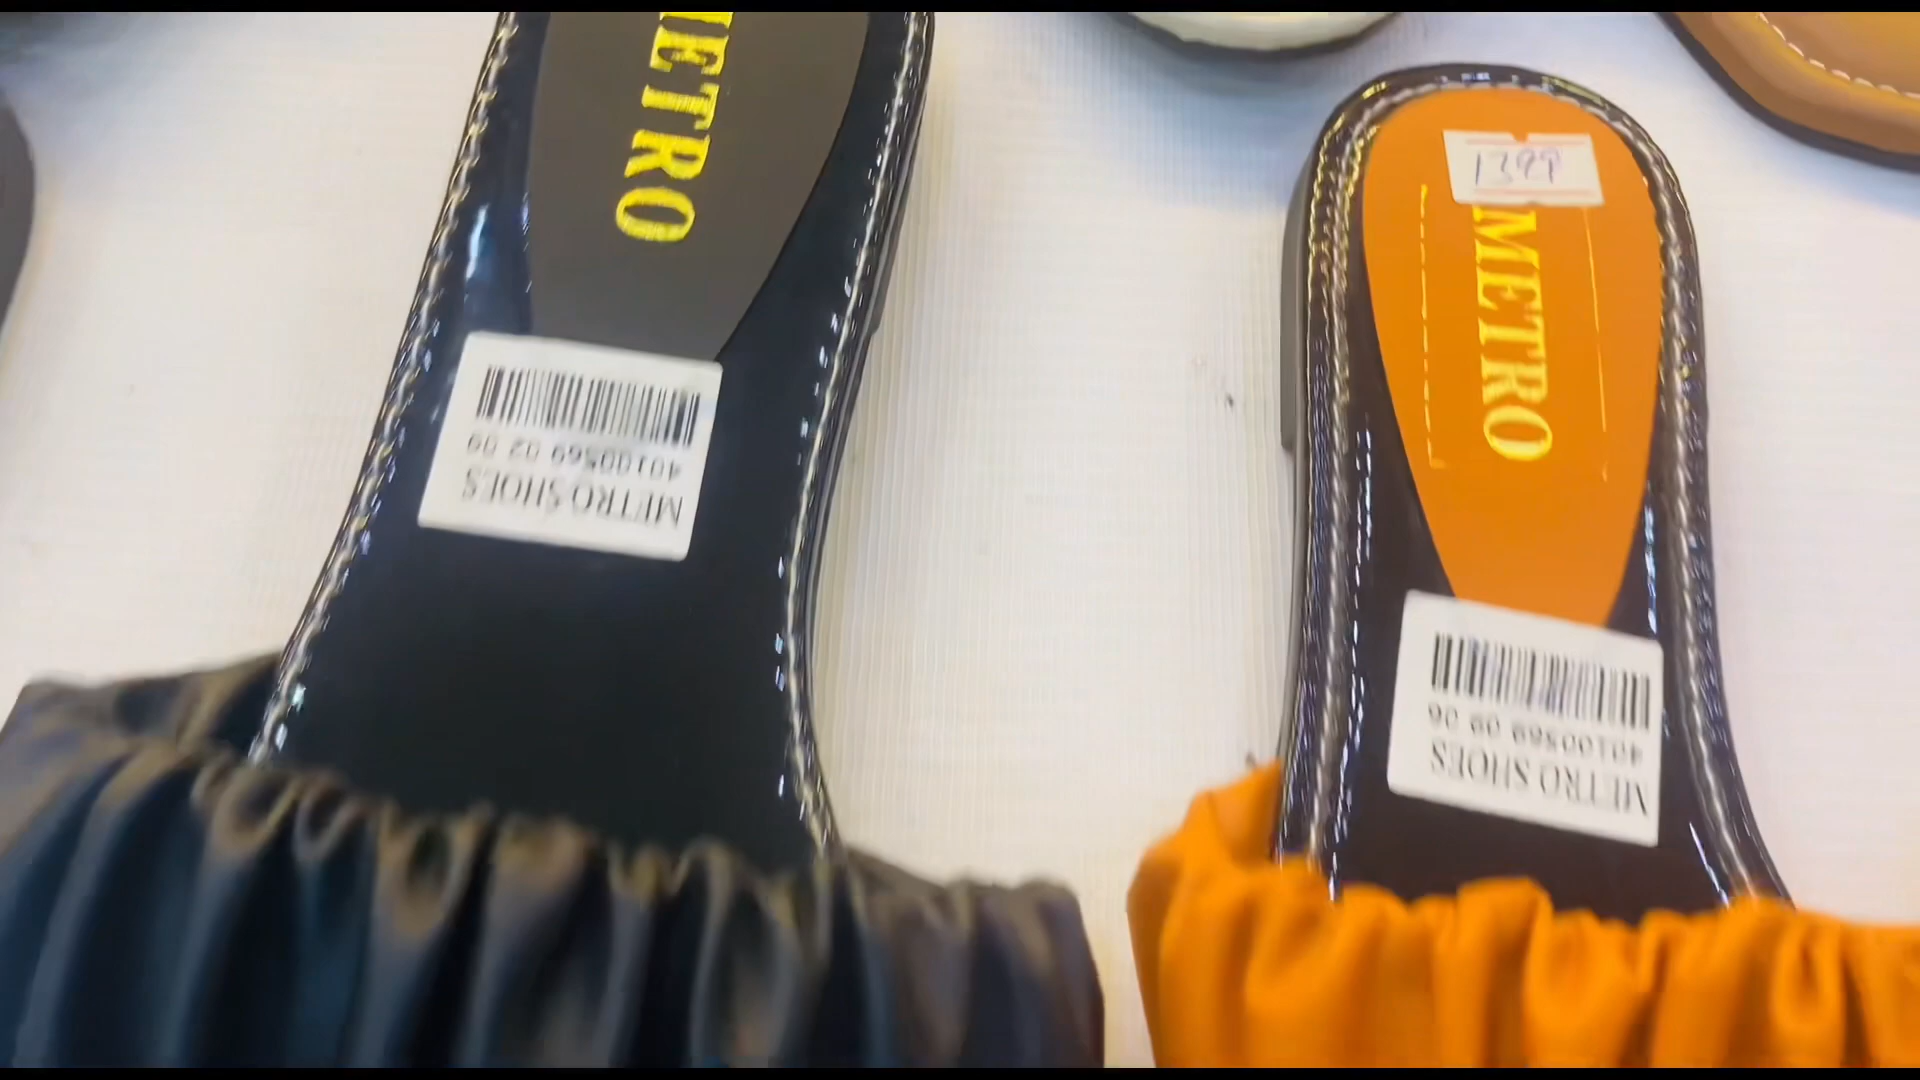 METRO
40100569 02 09
METRO SHOES
1399
METRO
40100569 09 06
METRO SHOES